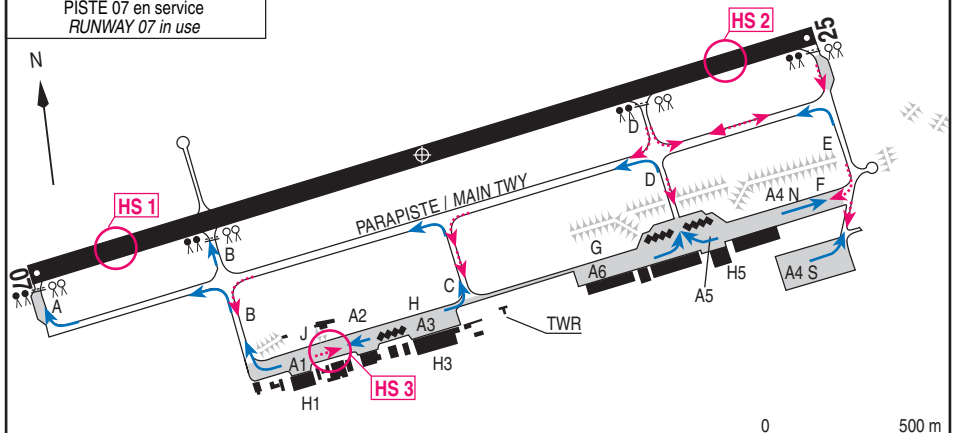 PISTE 07 en service
RUNWAY 07 in use
N
HS 2
25
D
E
HS 1
PARAPISTE / MAIN TWY
D
A4 N
F
B
07
G
A
A6
A5
H5
A4 S
C
H
B
J
A2
A3
TWR
A1
H3
HS 3
H1
0
500 m